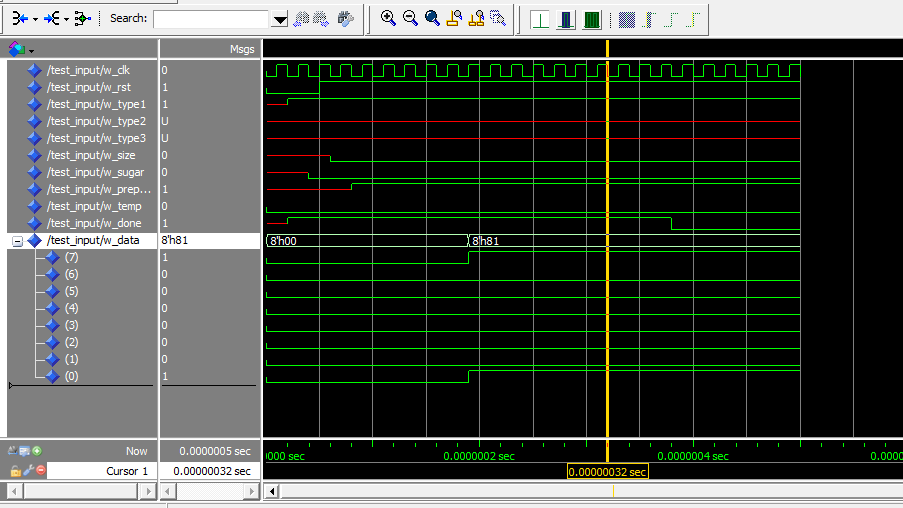 Search:
Msgs
/test_input/w_clk 0
/test_input/w_rst 1
/test_input/w_type1 1
/test_input/w_type2 U
/test_input/w_type3 U
/test_input/w_size 0
/test_input/w_sugar 0
/test_input/w_prep... 1
/test_input/w_temp 0
/test_input/w_done 1
/test_input/w_data 8'h81 8'h00 8'h81
(7) 1
(6) 0
(5) 0
(4) 0
(3) 0
(2) 0
(1) 0
(0) 1
Now 0.0000005 sec 0000 sec 0.0000002 sec 0.0000004 sec 0.0000
Cursor 1 0.00000032 sec 0.00000032 sec